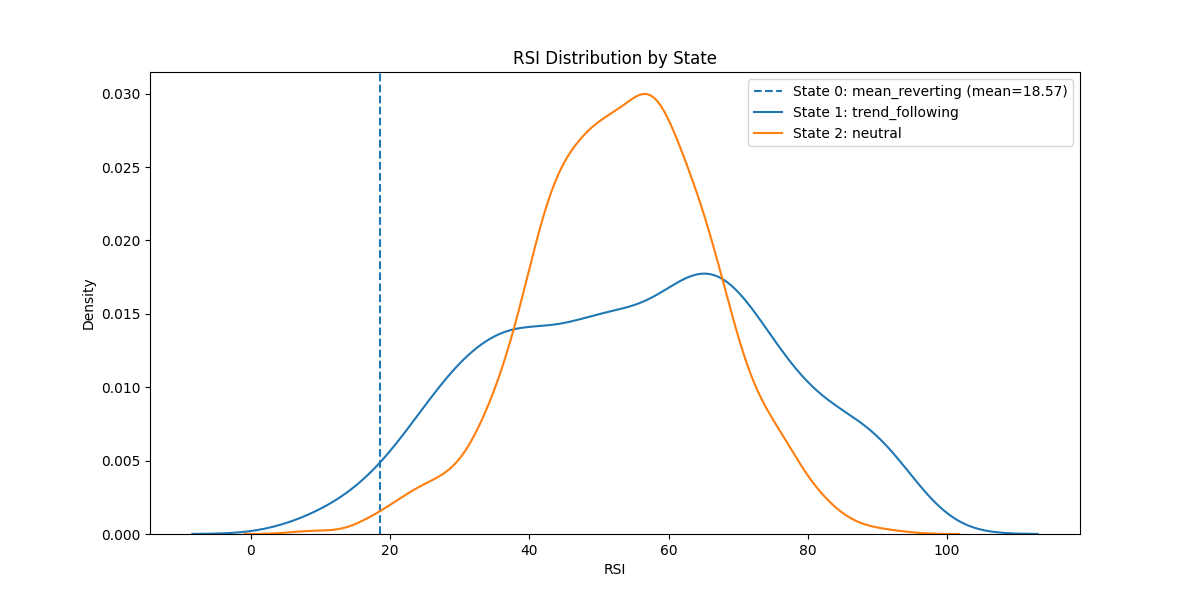 RSI Distribution by State
State 0: mean_reverting (mean=18.57)
State 1: trend_following
State 2: neutral
0.030
0.025
0.020
0.015
0.010
0.005
0.000
Density
0 20 40 60 80 100
RSI